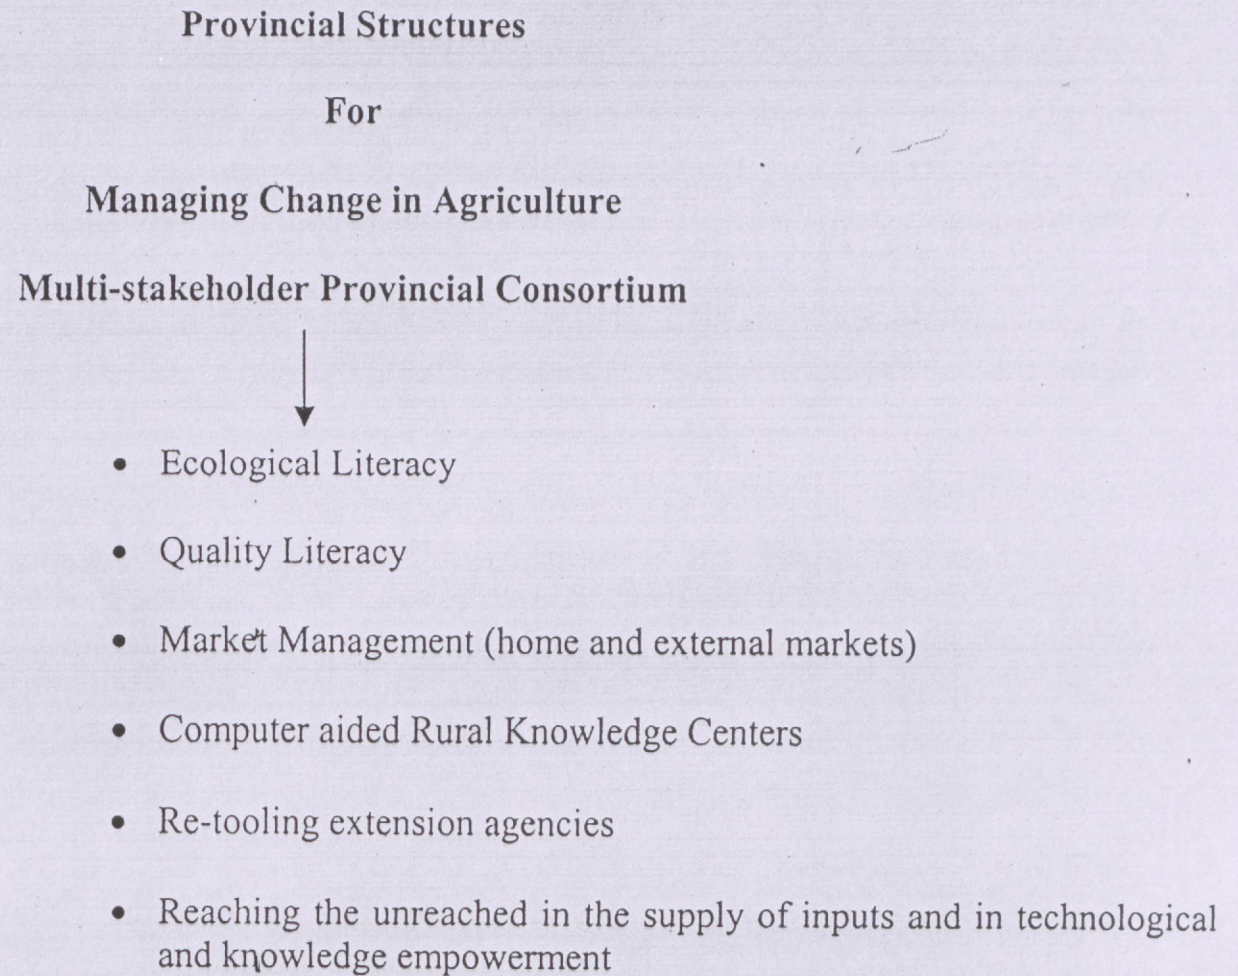 Provincial Structures
For
Managing Change in Agriculture
Multi-stakeholder Provincial Consortium
• Ecological Literacy
• Quality Literacy
• Market Management (home and external markets)
• Computer aided Rural Knowledge Centers
• Re-tooling extension agencies
• Reaching the unreached in the supply of inputs and in technological
and knowledge empowerment